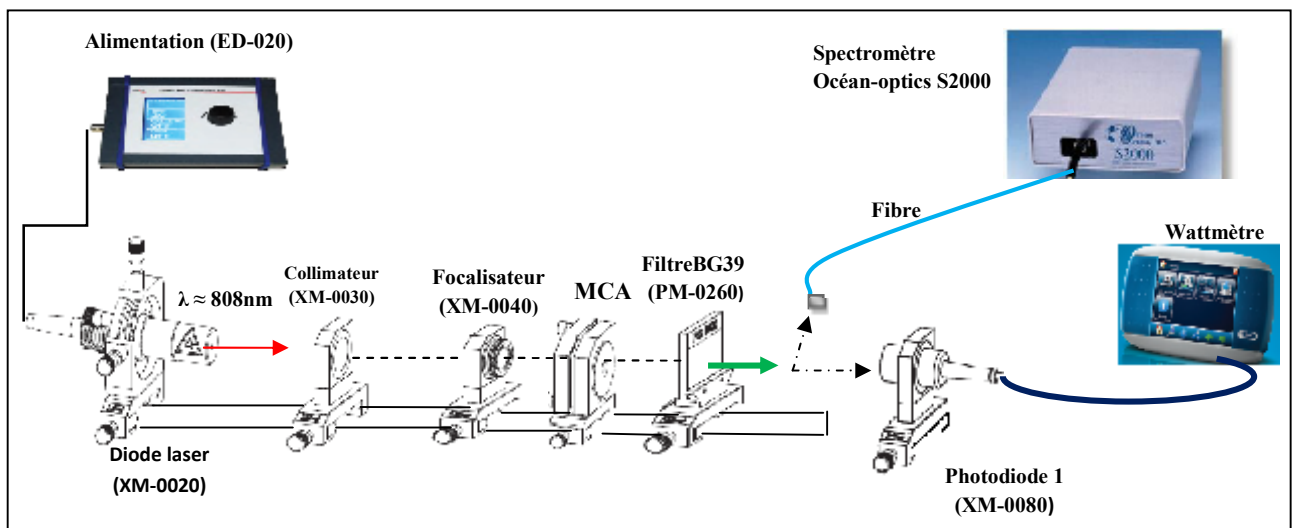 Alimentation (ED-020)
Spectromètre
Océan-optics S2000
Fibre
Wattmètre
λ ≈ 808nm
Collimateur
(XM-0030)
Focalisateur
(XM-0040)
MCA
FiltreBG39
(PM-0260)
S2000
Diode laser
(XM-0020)
Photodiode 1
(XM-0080)